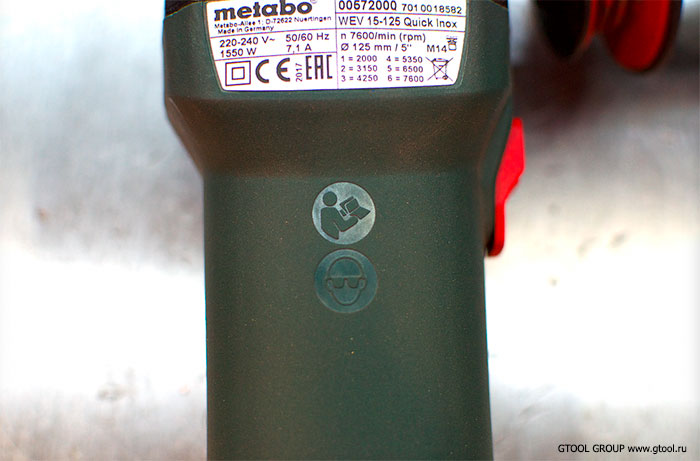 metabo
Metabo-Allee 1; D-72622 Nuertingen
Made in Germany
220-240 V~ 50/60 Hz
1550 W 7,1 A
CE 2017 EAC
00572000 7010018582
WEV 15-125 Quick Inox
n 7600/min (rpm)
Ø 125 mm / 5" M14
1 = 2000 4 = 5350
2 = 3150 5 = 6500
3 = 4250 6 = 7600
GTOOL GROUP www.gtool.ru